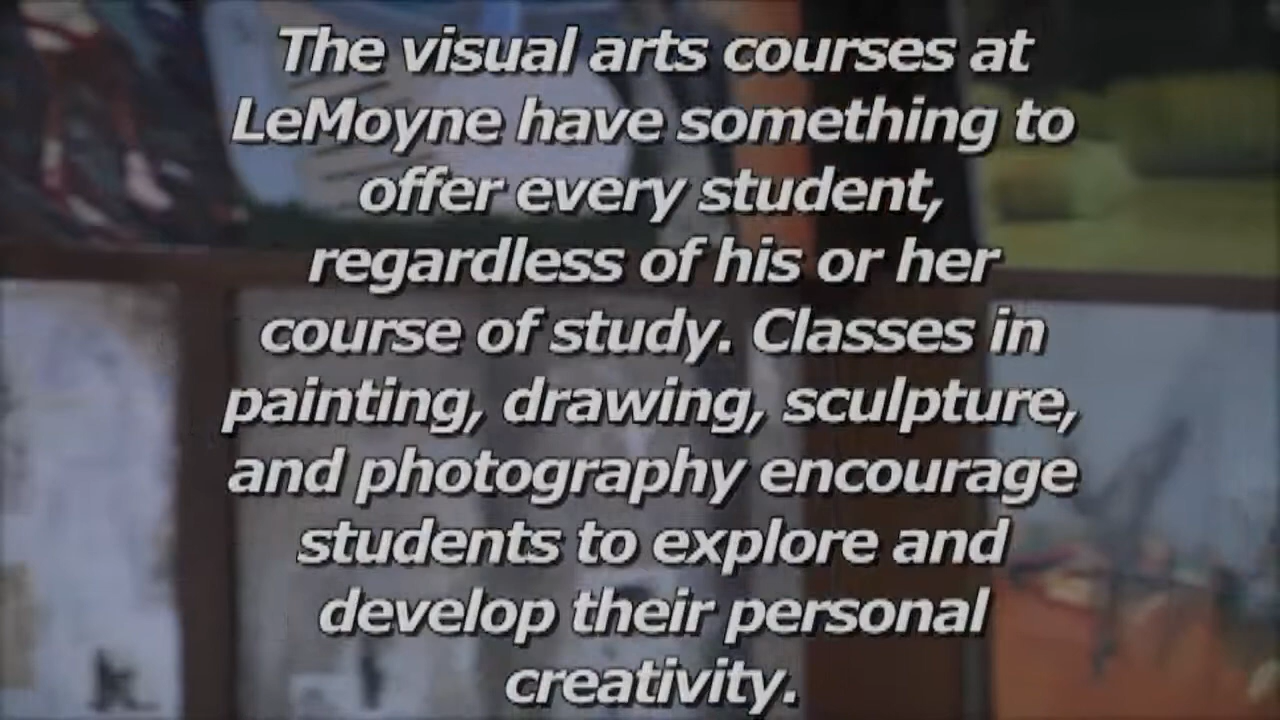 The visual arts courses at
LeMoyne have something to
offer every student,
regardless of his or her
course of study. Classes in
painting, drawing, sculpture,
and photography encourage
students to explore and
develop their personal
creativity.